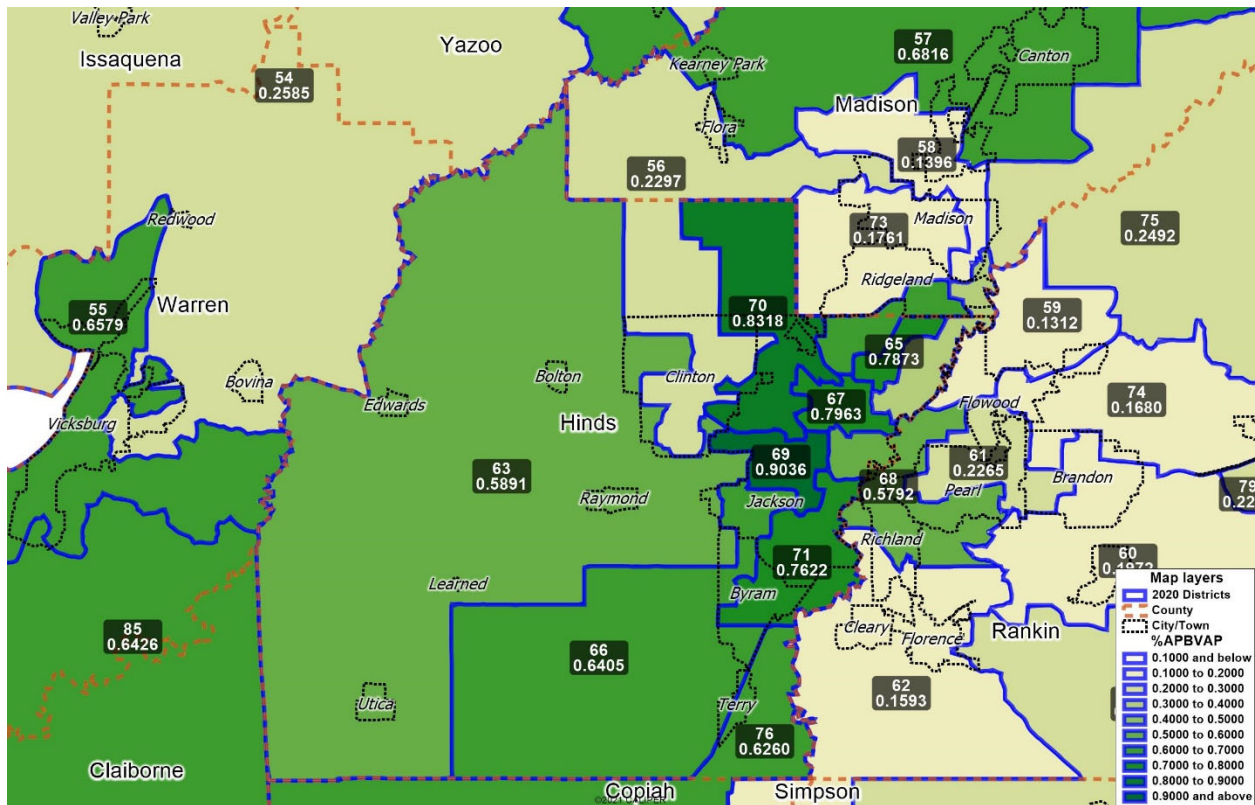 Valley Park
Issaquena
Yazoo
54
0.2585
57
0.6816
Canton
Kearney Park
Madison
Flora
58
0.1396
56
0.2297
Redwood
73
0.1761
Madison
75
0.2492
Ridgeland
55
0.6579
Warren
70
0.8318
59
0.1312
65
0.7873
Bovina
Bolton
Clinton
Edwards
67
0.7963
Flowood
74
0.1680
Vicksburg
Hinds
69
0.9036
61
0.2265
Brandon
63
0.5891
68
0.5792
Pearl
79
0.22
Raymond
Jackson
Richland
71
0.7622
60
0.1972
Learned
Byram
85
0.6426
66
0.6405
Cleary
Florence
Rankin
62
0.1593
Utica
Terry
76
0.6260
Claiborne
Copiah
Simpson
Map layers
2020 Districts
County
City/Town
%APBVAP
0.1000 and below
0.1000 to 0.2000
0.2000 to 0.3000
0.3000 to 0.4000
0.4000 to 0.5000
0.5000 to 0.6000
0.6000 to 0.7000
0.7000 to 0.8000
0.8000 to 0.9000
0.9000 and above